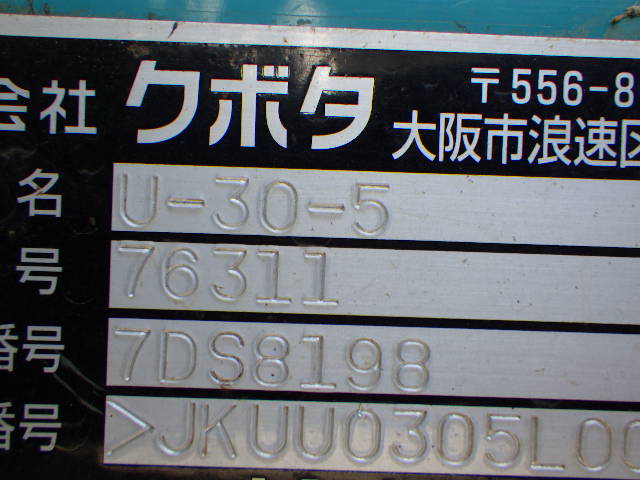 会社 クボタ 〒556-8
大阪市浪速区
名 U-30-5
号 76311
番号 7DS8198
番号 >JKUU0305L00